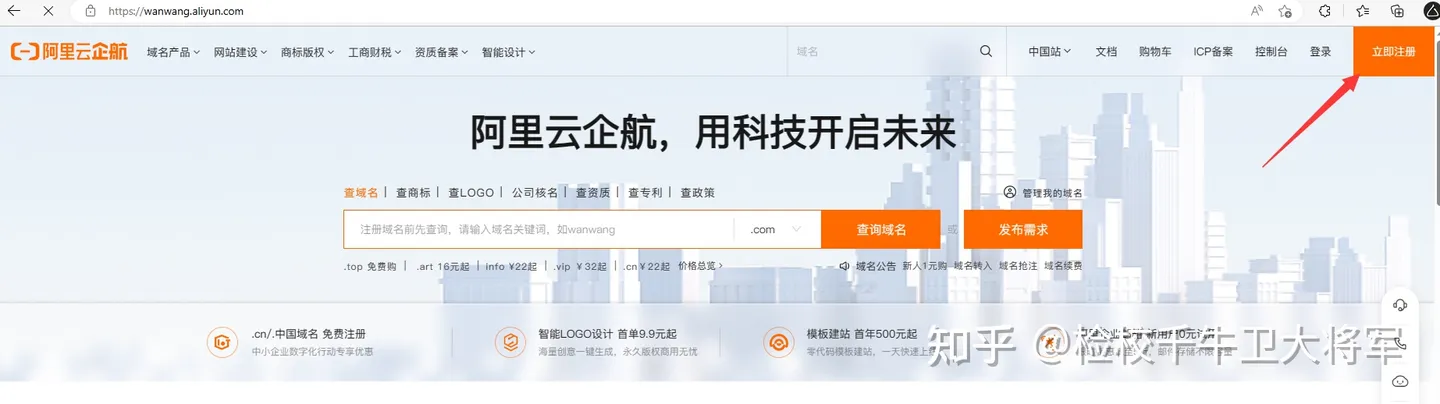 https://wanwang.aliyun.com
阿里云企航 域名产品 网站建设 商标版权 工商财税 资质备案 智能设计 域名 中国站 文档 购物车 ICP备案 控制台 登录 立即注册
阿里云企航，用科技开启未来
查域名 | 查商标 | 查LOGO | 公司核名 | 查资质 | 查专利 | 查政策 管理我的域名
注册域名前先查询，请输入域名关键词，如wanwang .com 查询域名 或 发布需求
.top 免费购 | .art 16元起 | info ¥22起 | .vip ¥32起 | .cn¥22起 价格总览> 域名公告 新人1元购 域名转入 域名抢注 域名续费
.cn/.中国域名 免费注册 智能LOGO设计 首单9.9元起 模板建站 首年500元起
中小企业数字化行动专享优惠 海量创意一键生成，永久版权商用无忧 零代码模板建站，一天快速上
知乎 @检校千牛卫大将军